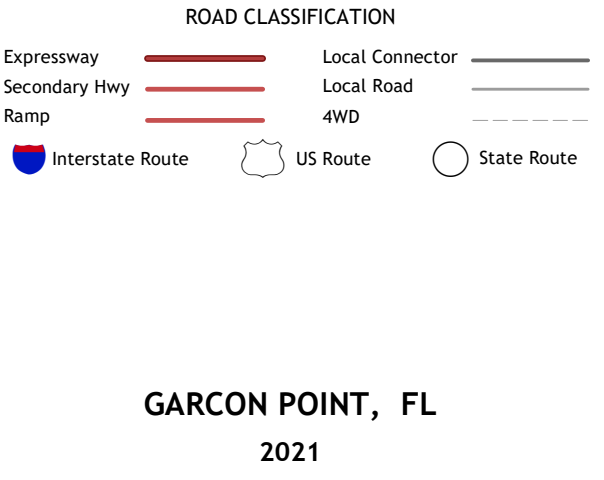 ROAD CLASSIFICATION
Expressway
Local Connector
Secondary Hwy
Local Road
Ramp
4WD
Interstate Route
US Route
State Route
GARCON POINT, FL
2021